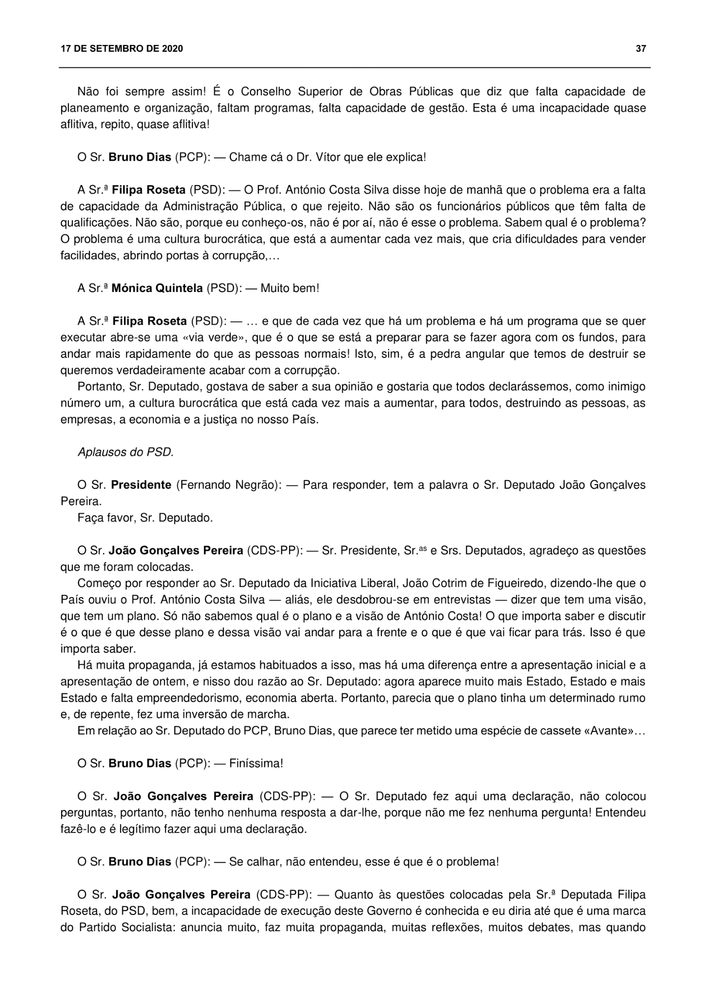 17 DE SETEMBRO DE 2020 37
Não foi sempre assim! É o Conselho Superior de Obras Públicas que diz que falta capacidade de
planeamento e organização, faltam programas, falta capacidade de gestão. Esta é uma incapacidade quase
aflitiva, repito, quase aflitiva!
O Sr. Bruno Dias (PCP): — Chame cá o Dr. Vítor que ele explica!
A Sr.ª Filipa Roseta (PSD): — O Prof. António Costa Silva disse hoje de manhã que o problema era a falta
de capacidade da Administração Pública, o que rejeito. Não são os funcionários públicos que têm falta de
qualificações. Não são, porque eu conheço-os, não é por aí, não é esse o problema. Sabem qual é o problema?
O problema é uma cultura burocrática, que está a aumentar cada vez mais, que cria dificuldades para vender
facilidades, abrindo portas à corrupção,…
A Sr.ª Mónica Quintela (PSD): — Muito bem!
A Sr.ª Filipa Roseta (PSD): — … e que de cada vez que há um problema e há um programa que se quer
executar abre-se uma «via verde», que é o que se está a preparar para se fazer agora com os fundos, para
andar mais rapidamente do que as pessoas normais! Isto, sim, é a pedra angular que temos de destruir se
queremos verdadeiramente acabar com a corrupção.
Portanto, Sr. Deputado, gostava de saber a sua opinião e gostaria que todos declarássemos, como inimigo
número um, a cultura burocrática que está cada vez mais a aumentar, para todos, destruindo as pessoas, as
empresas, a economia e a justiça no nosso País.
Aplausos do PSD.
O Sr. Presidente (Fernando Negrão): — Para responder, tem a palavra o Sr. Deputado João Gonçalves
Pereira.
Faça favor, Sr. Deputado.
O Sr. João Gonçalves Pereira (CDS-PP): — Sr. Presidente, Sr.ᵃˢ e Srs. Deputados, agradeço as questões
que me foram colocadas.
Começo por responder ao Sr. Deputado da Iniciativa Liberal, João Cotrim de Figueiredo, dizendo-lhe que o
País ouviu o Prof. António Costa Silva — aliás, ele desdobrou-se em entrevistas — dizer que tem uma visão,
que tem um plano. Só não sabemos qual é o plano e a visão de António Costa! O que importa saber e discutir
é o que é que desse plano e dessa visão vai andar para a frente e o que é que vai ficar para trás. Isso é que
importa saber.
Há muita propaganda, já estamos habituados a isso, mas há uma diferença entre a apresentação inicial e a
apresentação de ontem, e nisso dou razão ao Sr. Deputado: agora aparece muito mais Estado, Estado e mais
Estado e falta empreendedorismo, economia aberta. Portanto, parecia que o plano tinha um determinado rumo
e, de repente, fez uma inversão de marcha.
Em relação ao Sr. Deputado do PCP, Bruno Dias, que parece ter metido uma espécie de cassete «Avante»…
O Sr. Bruno Dias (PCP): — Finíssima!
O Sr. João Gonçalves Pereira (CDS-PP): — O Sr. Deputado fez aqui uma declaração, não colocou
perguntas, portanto, não tenho nenhuma resposta a dar-lhe, porque não me fez nenhuma pergunta! Entendeu
fazê-lo e é legítimo fazer aqui uma declaração.
O Sr. Bruno Dias (PCP): — Se calhar, não entendeu, esse é que é o problema!
O Sr. João Gonçalves Pereira (CDS-PP): — Quanto às questões colocadas pela Sr.ª Deputada Filipa
Roseta, do PSD, bem, a incapacidade de execução deste Governo é conhecida e eu diria até que é uma marca
do Partido Socialista: anuncia muito, faz muita propaganda, muitas reflexões, muitos debates, mas quando